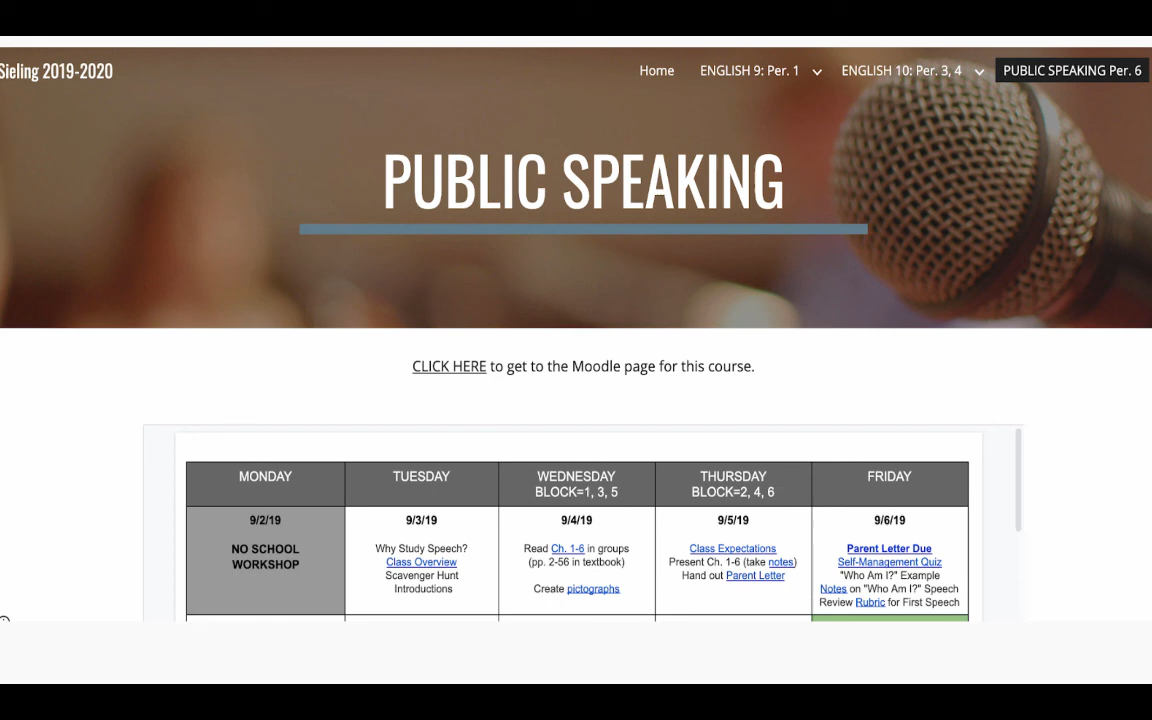 Sieling 2019-2020
Home
ENGLISH 9: Per. 1
ENGLISH 10: Per. 3, 4
PUBLIC SPEAKING Per. 6
PUBLIC SPEAKING
CLICK HERE to get to the Moodle page for this course.
MONDAY
TUESDAY
WEDNESDAY
BLOCK=1, 3, 5
THURSDAY
BLOCK=2, 4, 6
FRIDAY
9/2/19
NO SCHOOL
WORKSHOP
9/3/19
Why Study Speech?
Class Overview
Scavenger Hunt
Introductions
9/4/19
Read Ch. 1-6 in groups
(pp. 2-56 in textbook)
Create pictographs
9/5/19
Class Expectations
Present Ch. 1-6 (take notes)
Hand out Parent Letter
9/6/19
Parent Letter Due
Self-Management Quiz
"Who Am I?" Example
Notes on "Who Am I?" Speech
Review Rubric for First Speech